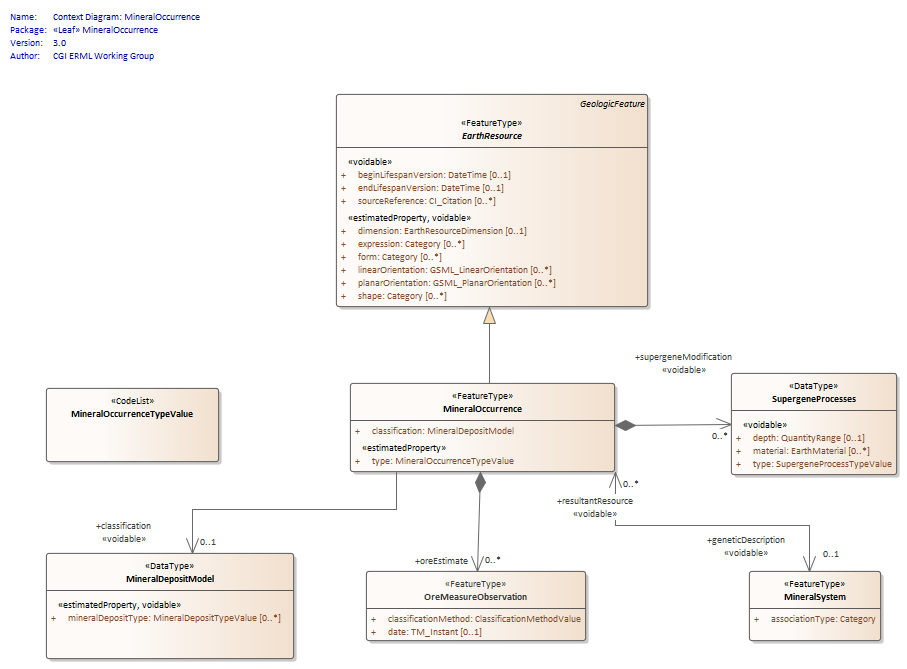 Name: Context Diagram: MineralOccurrence
Package: «Leaf» MineralOccurrence
Version: 3.0
Author: CGI ERML Working Group
GeologicFeature
«FeatureType»
EarthResource
«voidable»
+ beginLifespanVersion: DateTime [0..1]
+ endLifespanVersion: DateTime [0..1]
+ sourceReference: CI_Citation [0..*]
«estimatedProperty, voidable»
+ dimension: EarthResourceDimension [0..1]
+ expression: Category [0..*]
+ form: Category [0..*]
+ linearOrientation: GSML_LinearOrientation [0..*]
+ planarOrientation: GSML_PlanarOrientation [0..*]
+ shape: Category [0..*]
«CodeList»
MineralOccurrenceTypeValue
«FeatureType»
MineralOccurrence
+ classification: MineralDepositModel
«estimatedProperty»
+ type: MineralOccurrenceTypeValue
+supergeneModification
«voidable»
0..*
«DataType»
SupergeneProcesses
«voidable»
+ depth: QuantityRange [0..1]
+ material: EarthMaterial [0..*]
+ type: SupergeneProcessTypeValue
+classification
«voidable»
0..1
+oreEstimate
0..*
0..*
+resultantResource
«voidable»
+geneticDescription
«voidable»
0..1
«DataType»
MineralDepositModel
«estimatedProperty, voidable»
+ mineralDepositType: MineralDepositTypeValue [0..*]
«FeatureType»
OreMeasureObservation
+ classificationMethod: ClassificationMethodValue
+ date: TM_Instant [0..1]
«FeatureType»
MineralSystem
+ associationType: Category